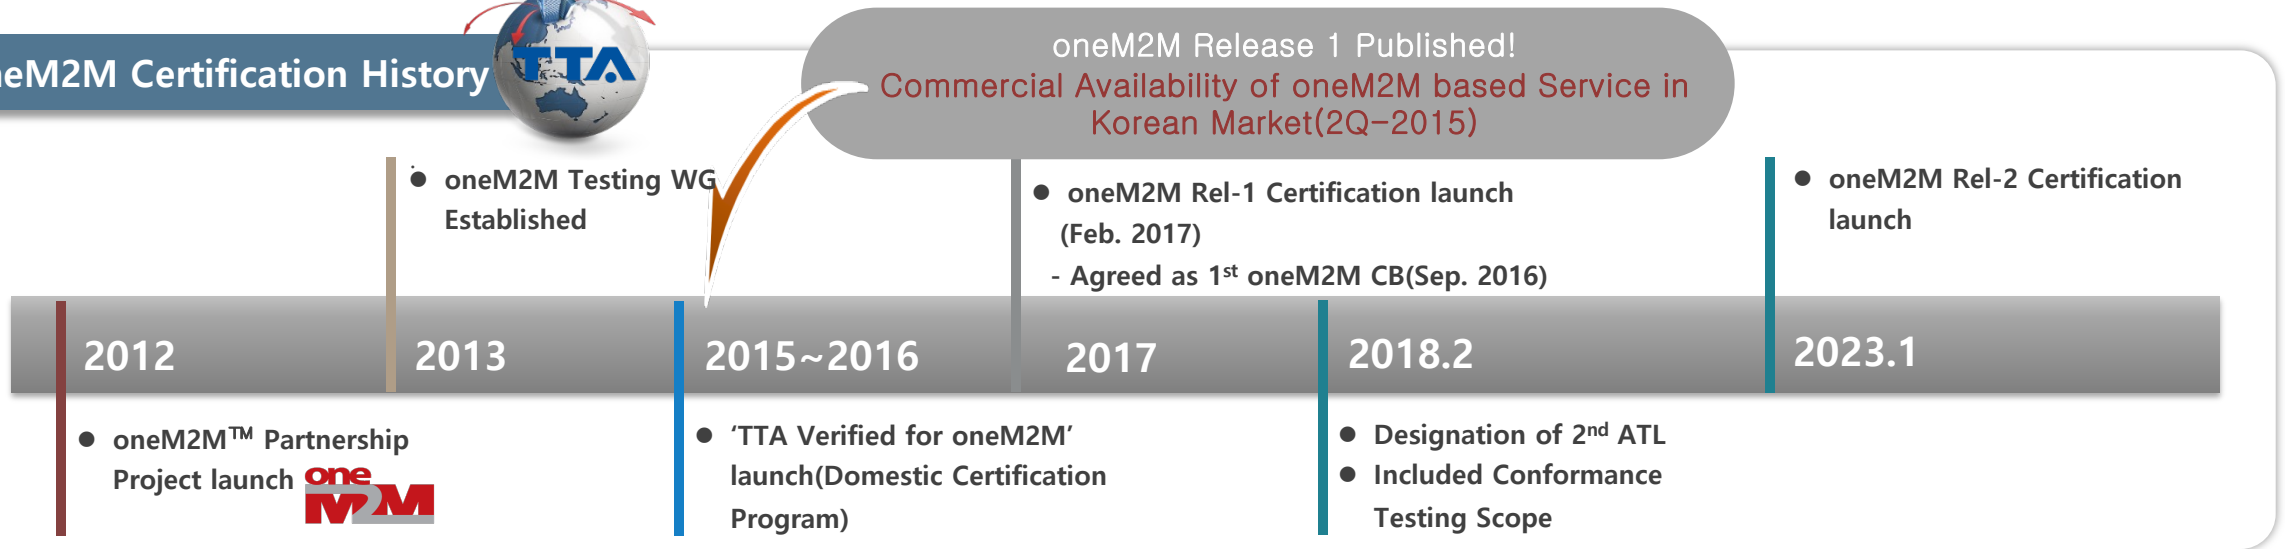 neM2M Certification History
TTA
oneM2M Release 1 Published!
Commercial Availability of oneM2M based Service in
Korean Market(2Q-2015)
● oneM2M Testing WG
Established
● oneM2M Rel-1 Certification launch
(Feb. 2017)
- Agreed as 1st oneM2M CB(Sep. 2016)
● oneM2M Rel-2 Certification
launch
2012
2013
2015~2016
2017
2018.2
2023.1
● oneM2M™ Partnership
Project launch
one
M2M
● ‘TTA Verified for oneM2M’
launch(Domestic Certification
Program)
● Designation of 2nd ATL
● Included Conformance
Testing Scope